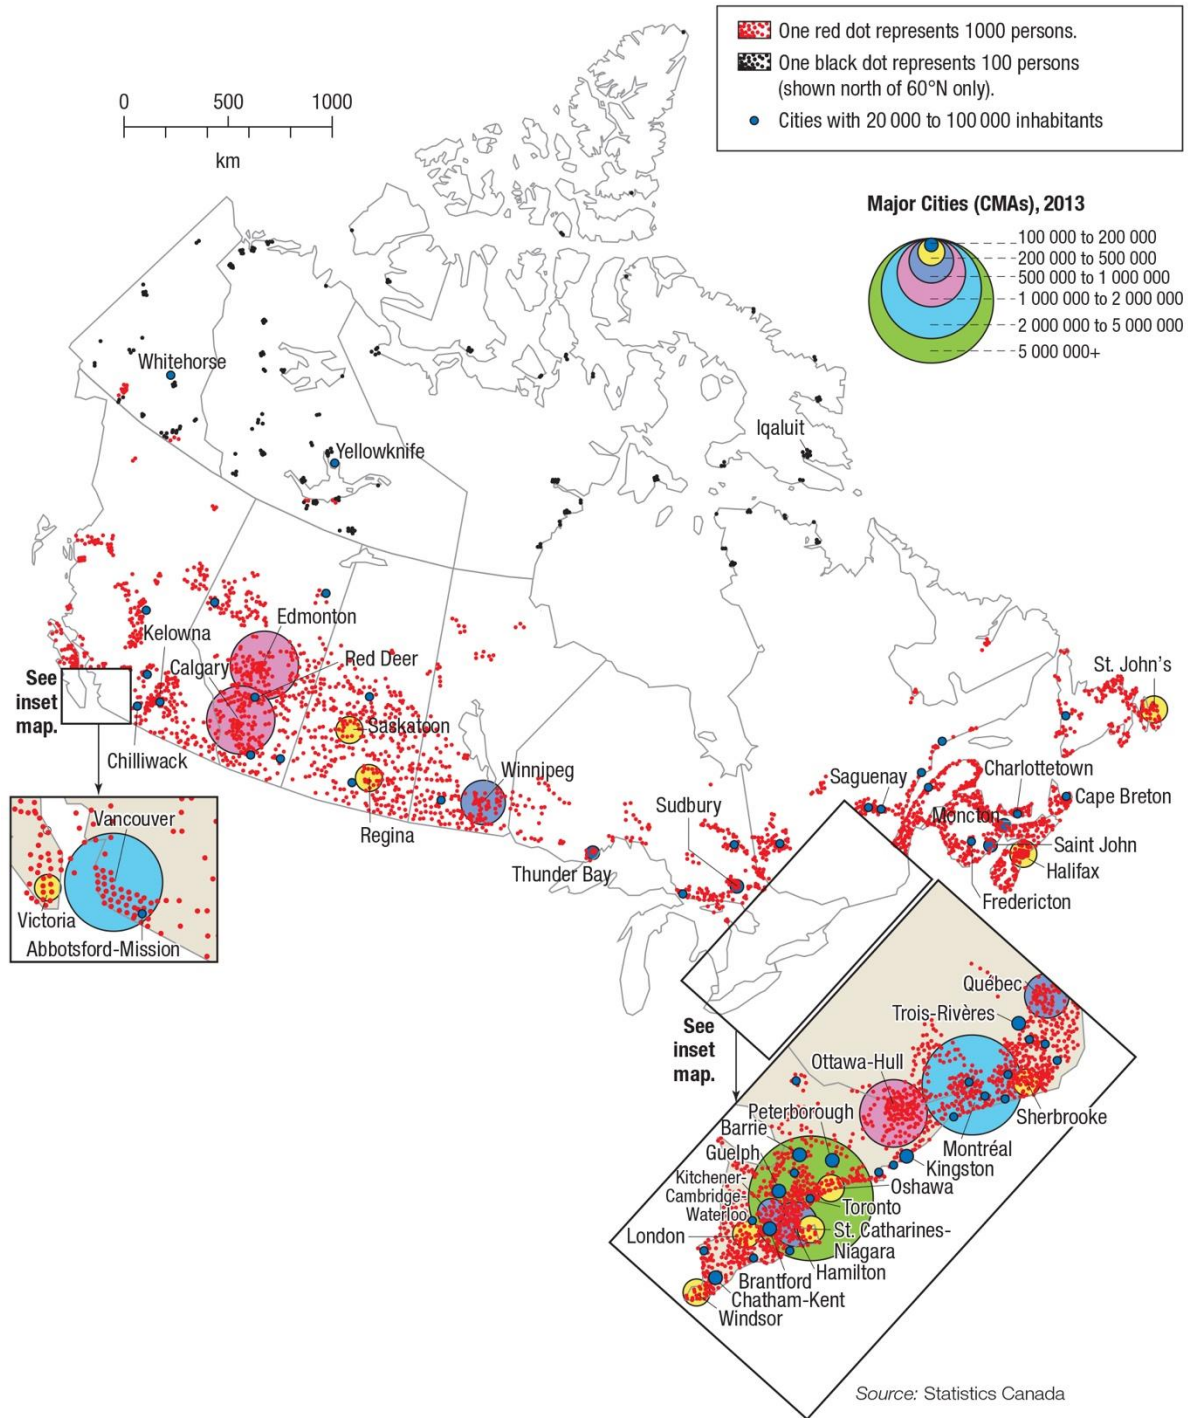 One red dot represents 1000 persons.
One black dot represents 100 persons
(shown north of 60°N only).
Cities with 20 000 to 100 000 inhabitants
0 500 1000
km
Major Cities (CMAs), 2013
100 000 to 200 000
200 000 to 500 000
500 000 to 1 000 000
1 000 000 to 2 000 000
2 000 000 to 5 000 000
5 000 000+
Whitehorse
Yellowknife
Iqaluit
Edmonton
Kelowna
Calgary
Red Deer
See
inset
map.
Saskatoon
Chilliwack
Winnipeg
Regina
Thunder Bay
Sudbury
Saguenay
St. John's
Charlottetown
Cape Breton
Moncton
Saint John
Halifax
Fredericton
Vancouver
Victoria
Abbotsford-Mission
See
inset
map.
Québec
Trois-Rivères
Ottawa-Hull
Peterborough
Barrie
Guelph
Kitchener-
Cambridge-
Waterloo
London
Sherbrooke
Montréal
Kingston
Oshawa
Toronto
St. Catharines-
Niagara
Hamilton
Brantford
Chatham-Kent
Windsor
Source: Statistics Canada